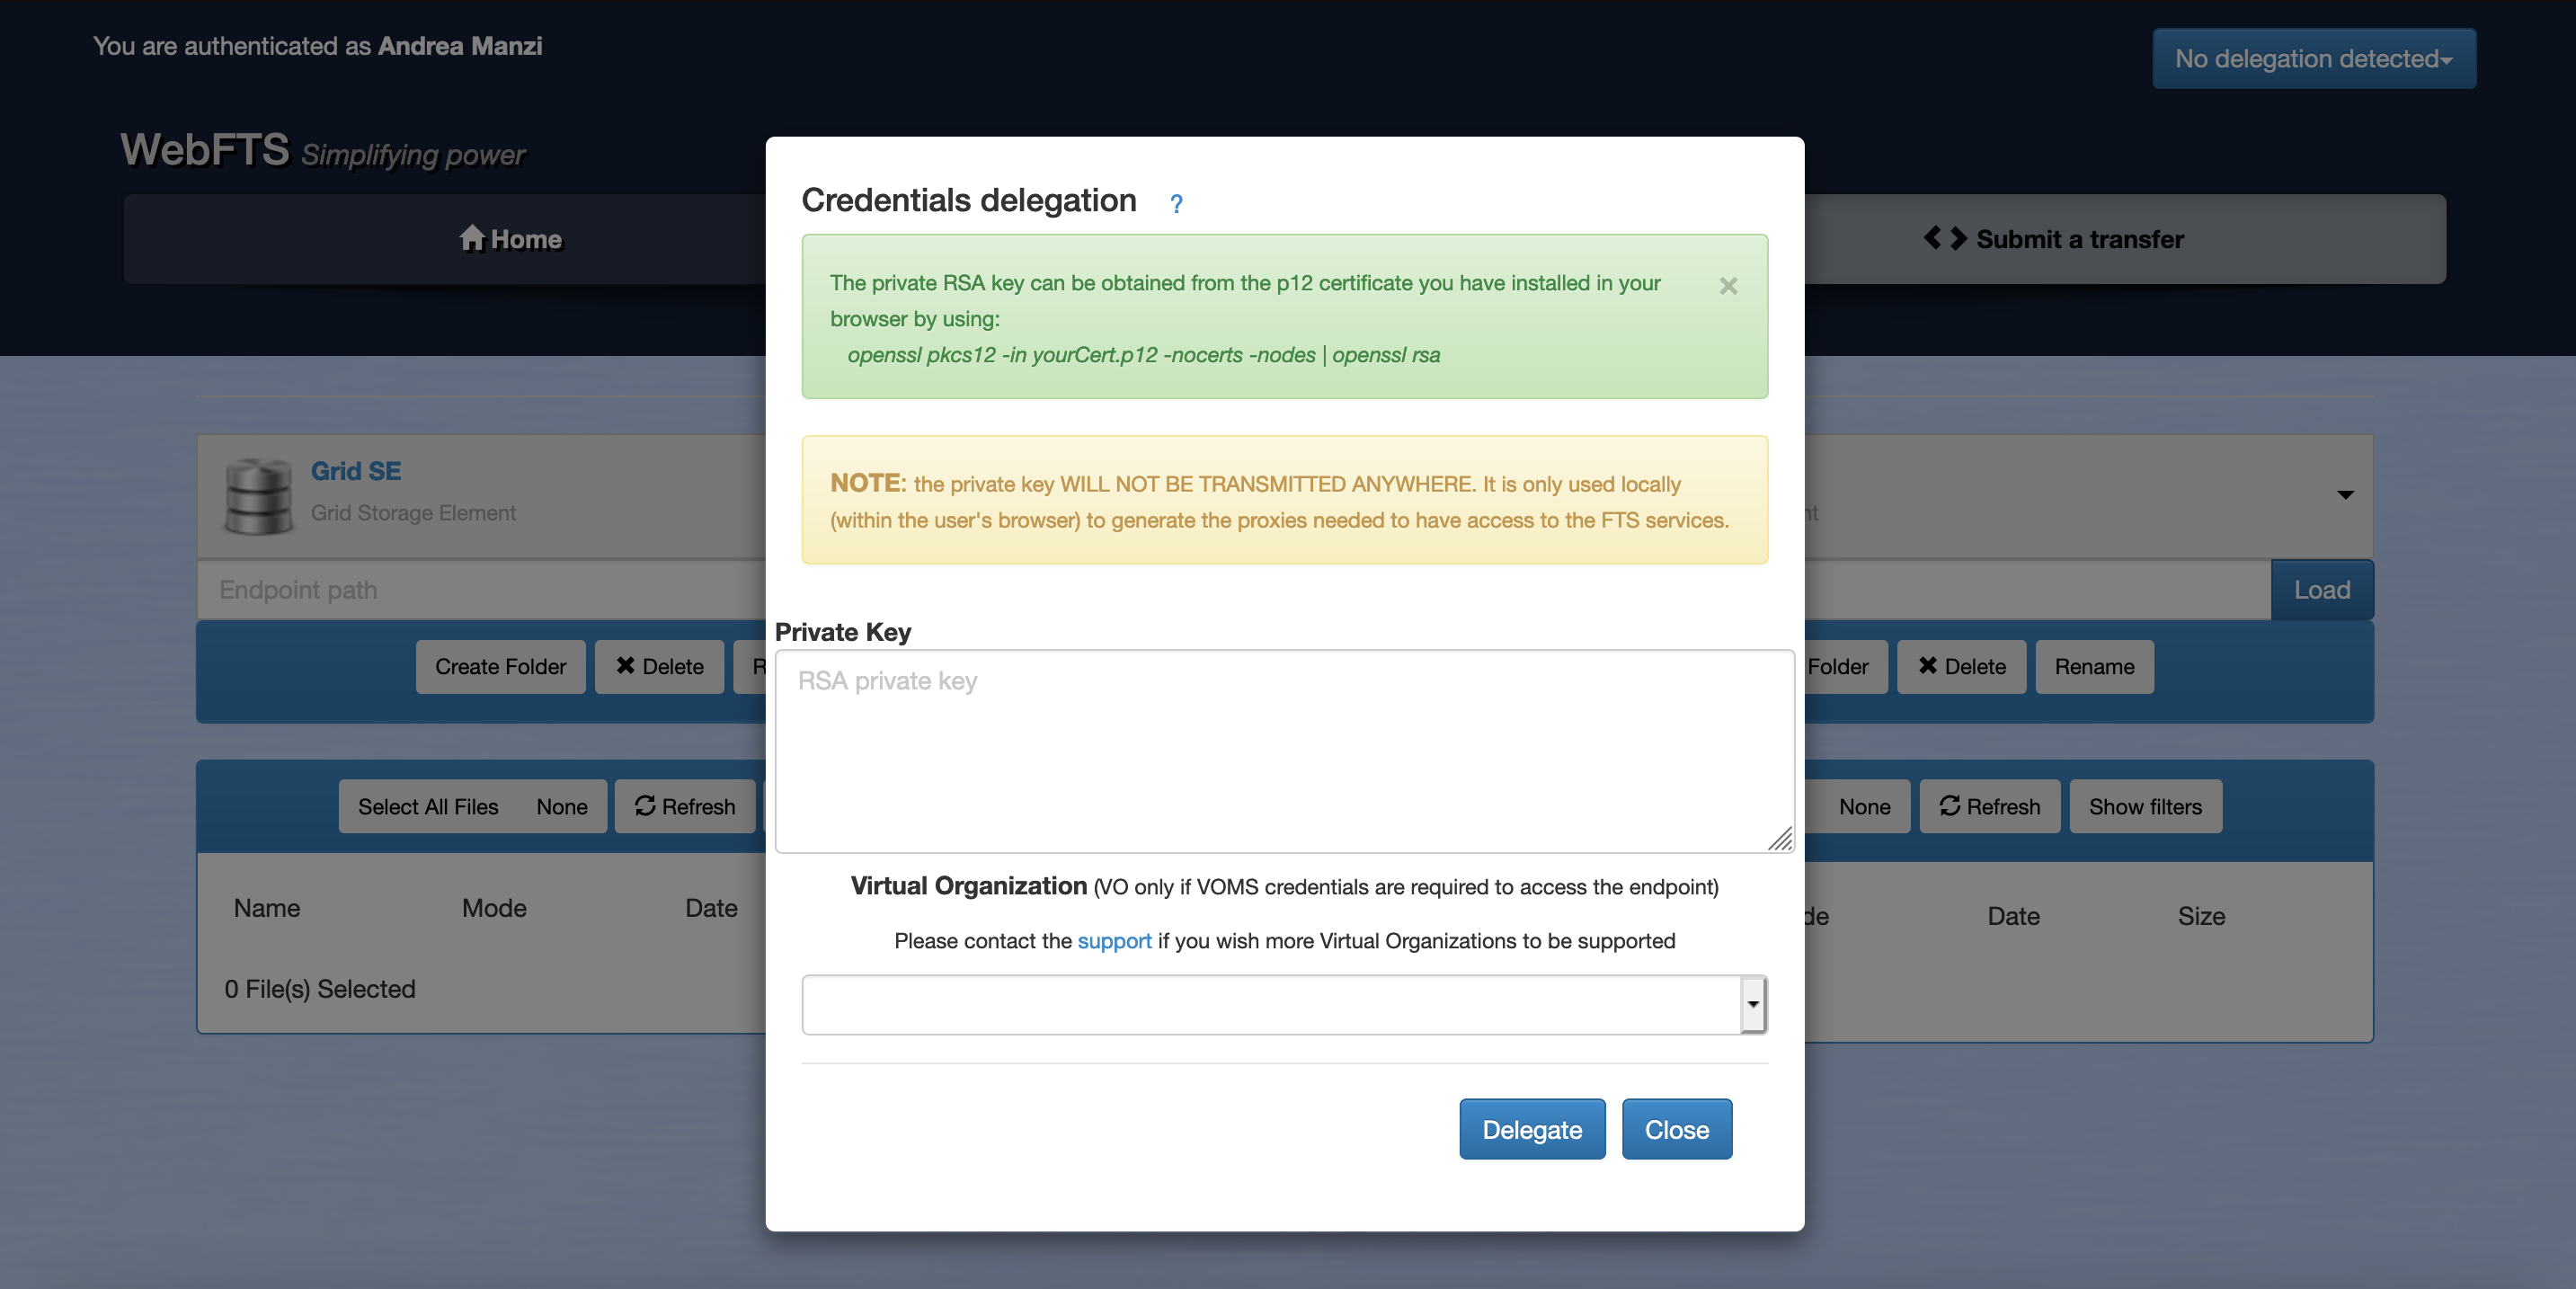 You are authenticated as Andrea Manzi
No delegation detected
WebFTS Simplifying power
Home
Submit a transfer
Credentials delegation ?
The private RSA key can be obtained from the p12 certificate you have installed in your
browser by using:
openssl pkcs12 -in yourCert.p12 -nocerts -nodes | openssl rsa
×
NOTE: the private key WILL NOT BE TRANSMITTED ANYWHERE. It is only used locally
(within the user's browser) to generate the proxies needed to have access to the FTS services.
Private Key
RSA private key
Virtual Organization (VO only if VOMS credentials are required to access the endpoint)
Please contact the support if you wish more Virtual Organizations to be supported
Delegate Close
Grid SE
Grid Storage Element
Endpoint path
Create Folder Delete
Select All Files None Refresh
Name Mode Date
0 File(s) Selected
Load
Folder Delete Rename
None Refresh Show filters
Date Size